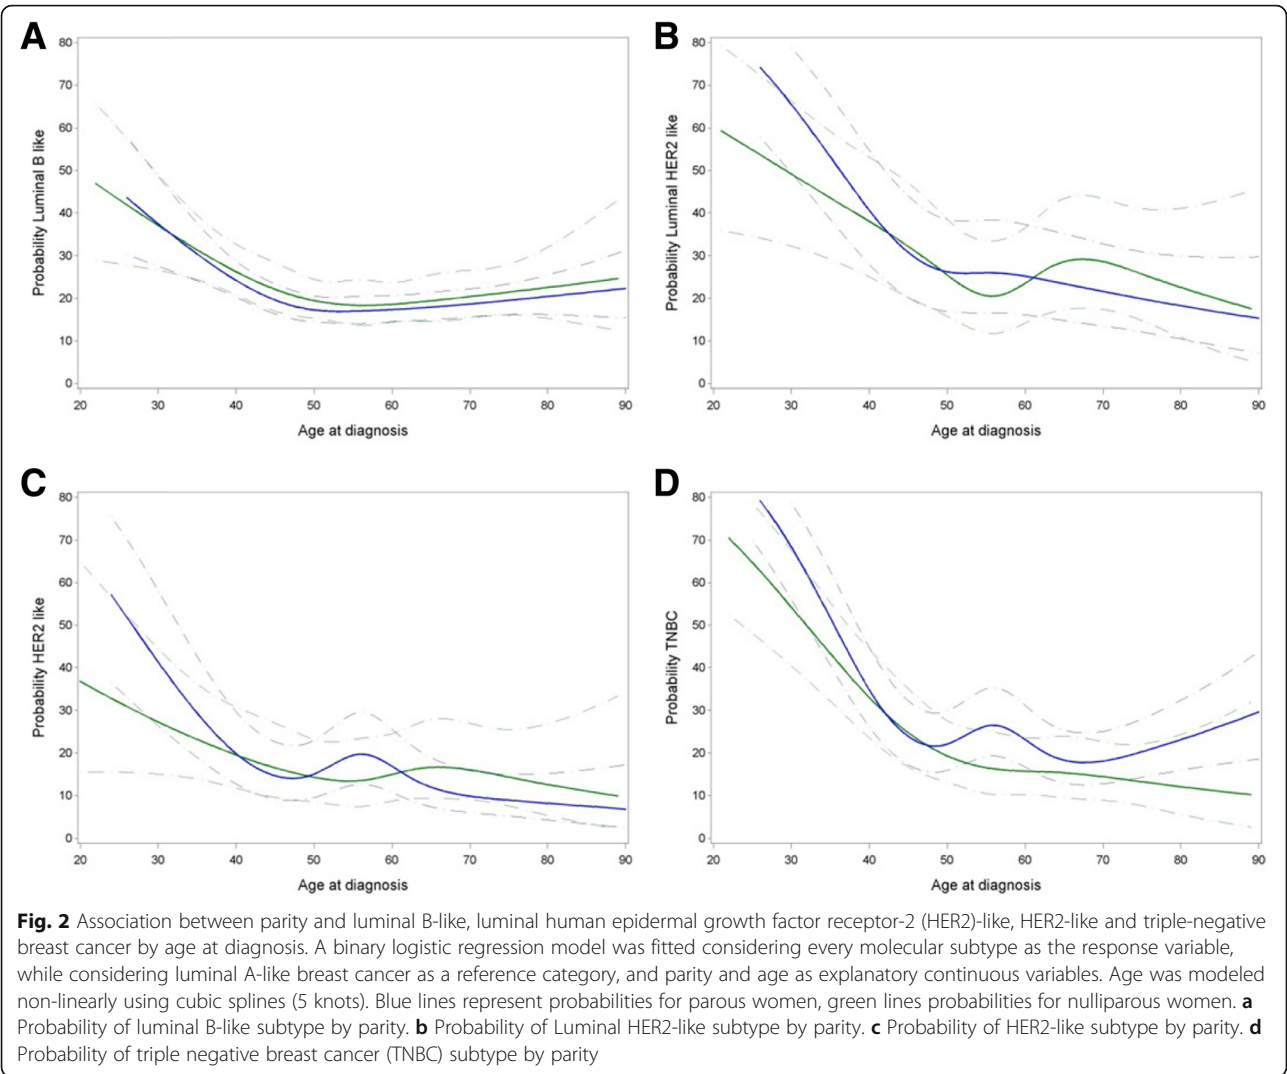 A
B
80
70
60
50
40
30
20
10
0
Probability Luminal B like
20 30 40 50 60 70 80 90
Age at diagnosis
80
70
60
50
40
30
20
10
0
Probability Luminal HER2 like
20 30 40 50 60 70 80 90
Age at diagnosis
C
D
80
70
60
50
40
30
20
10
0
Probability HER2 like
20 30 40 50 60 70 80 90
Age at diagnosis
80
70
60
50
40
30
20
10
0
Probability TNBC
20 30 40 50 60 70 80 90
Age at diagnosis
Fig. 2 Association between parity and luminal B-like, luminal human epidermal growth factor receptor-2 (HER2)-like, HER2-like and triple-negative
breast cancer by age at diagnosis. A binary logistic regression model was fitted considering every molecular subtype as the response variable,
while considering luminal A-like breast cancer as a reference category, and parity and age as explanatory continuous variables. Age was modeled
non-linearly using cubic splines (5 knots). Blue lines represent probabilities for parous women, green lines probabilities for nulliparous women. a
Probability of luminal B-like subtype by parity. b Probability of Luminal HER2-like subtype by parity. c Probability of HER2-like subtype by parity. d
Probability of triple negative breast cancer (TNBC) subtype by parity